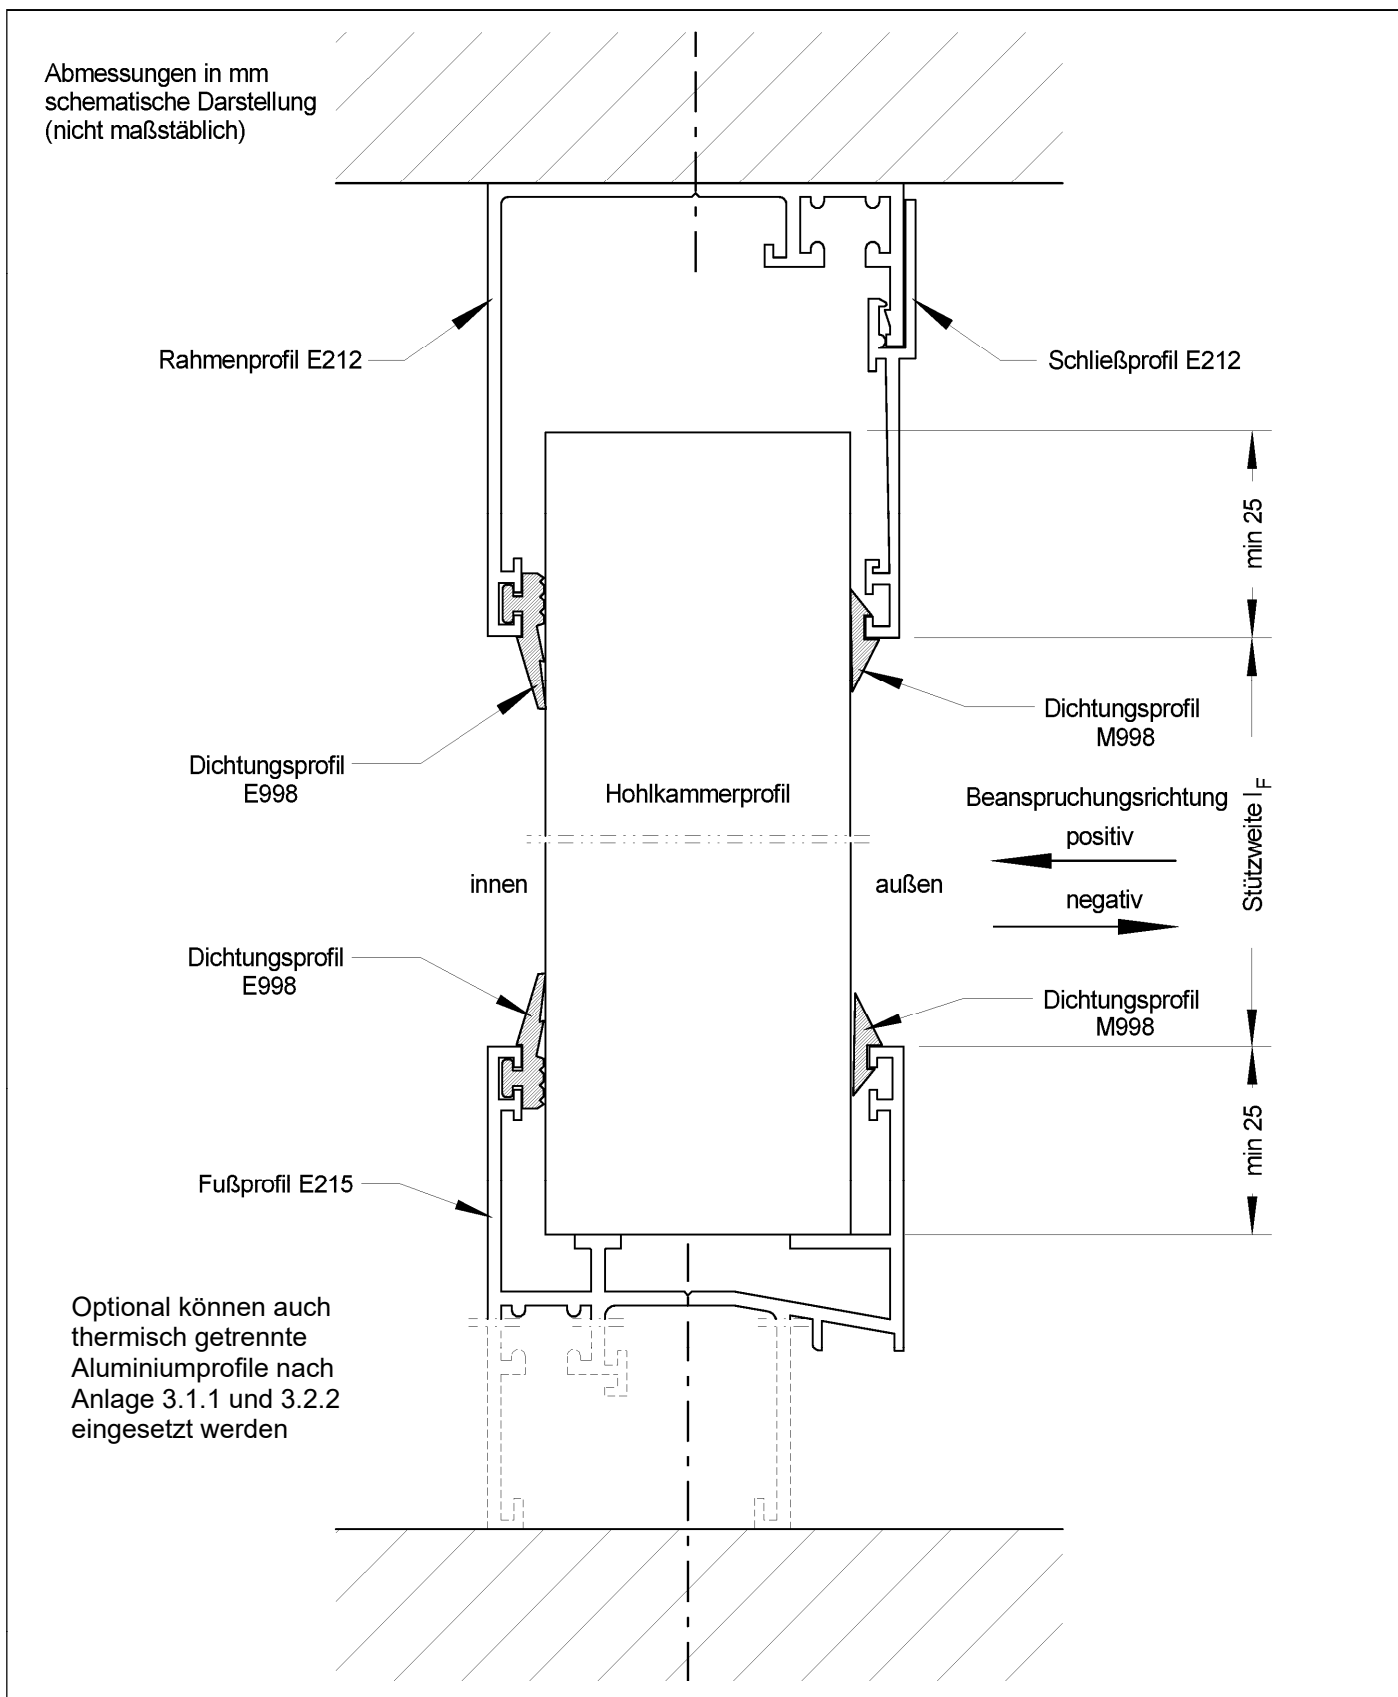 Abmessungen in mm
schematische Darstellung
(nicht maßstäblich)
Rahmenprofil E212
Schließprofil E212
min 25
Dichtungsprofil
M998
Dichtungsprofil
E998
Hohlkammerprofil
Beanspruchungsrichtung
positiv
negativ
Stützweite l_F
innen
außen
Dichtungsprofil
E998
Dichtungsprofil
M998
min 25
Fußprofil E215
Optional können auch
thermisch getrennte
Aluminiumprofile nach
Anlage 3.1.1 und 3.2.2
eingesetzt werden